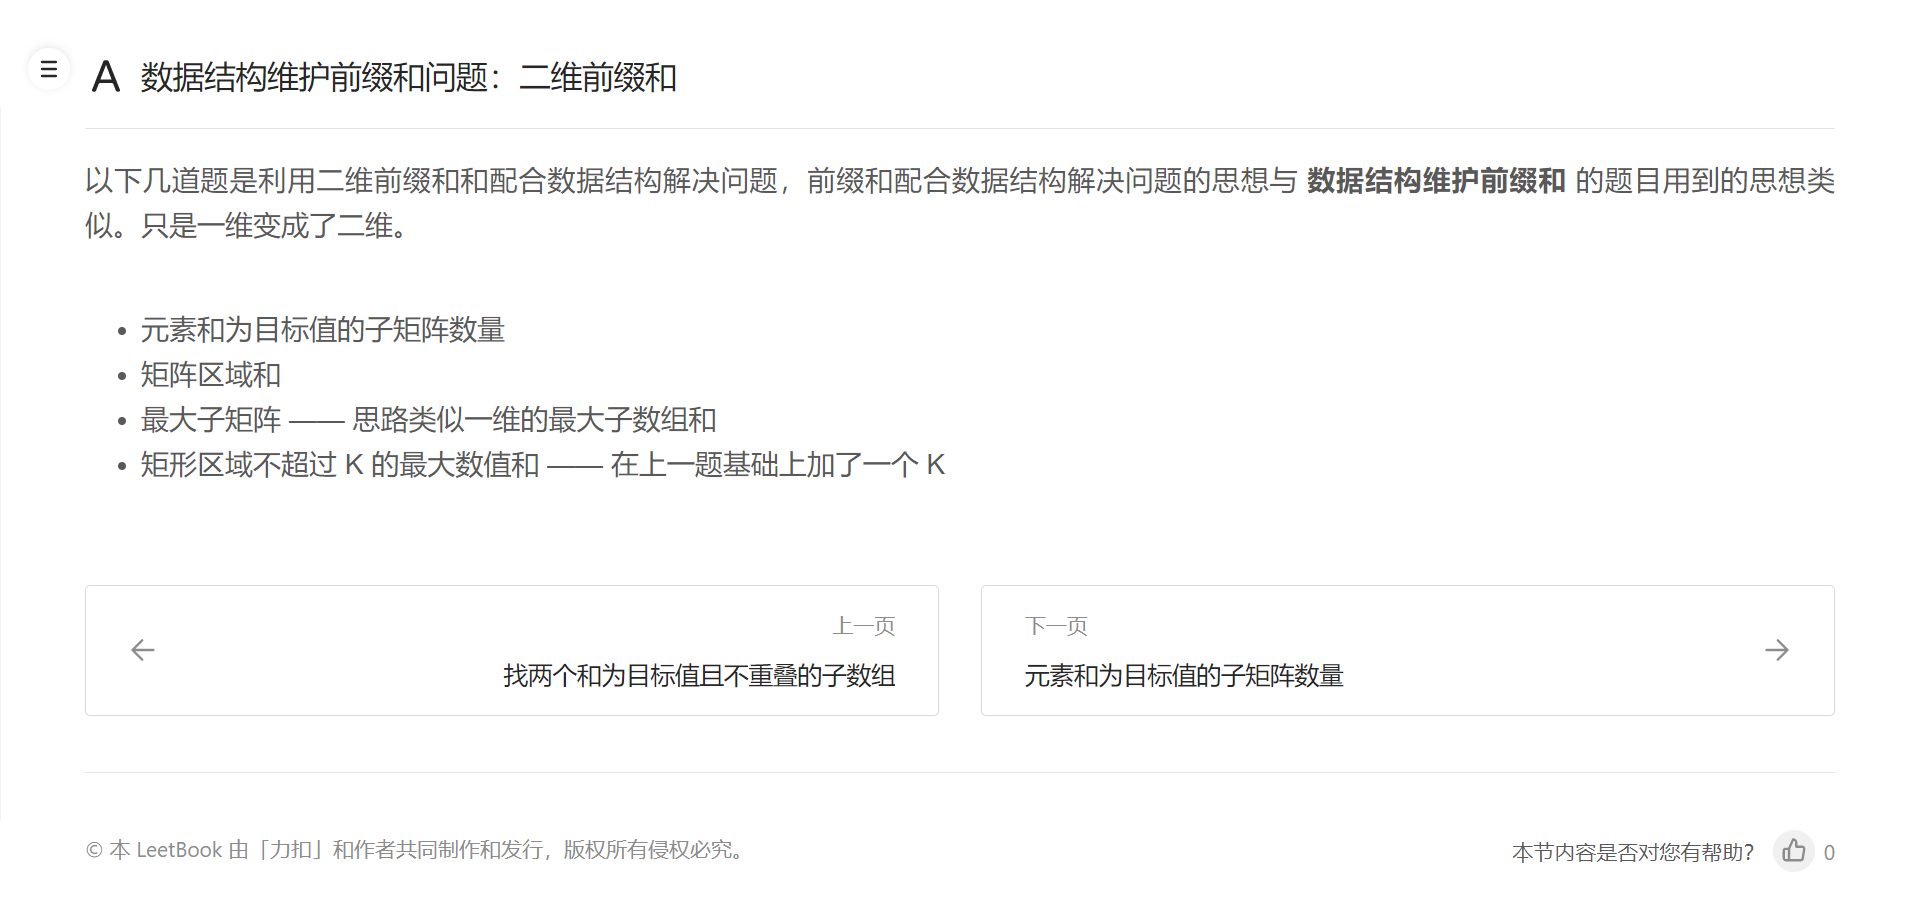 A 数据结构维护前缀和问题：二维前缀和
以下几道题是利用二维前缀和和配合数据结构解决问题，前缀和配合数据结构解决问题的思想与 数据结构维护前缀和 的题目用到的思想类
似。只是一维变成了二维。
• 元素和为目标值的子矩阵数量
• 矩阵区域和
• 最大子矩阵 —— 思路类似一维的最大子数组和
• 矩形区域不超过 K 的最大数值和 —— 在上一题基础上加了一个 K
上一页
找两个和为目标值且不重叠的子数组
下一页
元素和为目标值的子矩阵数量
© 本 LeetBook 由「力扣」和作者共同制作和发行，版权所有侵权必究。
本节内容是否对您有帮助？ 0